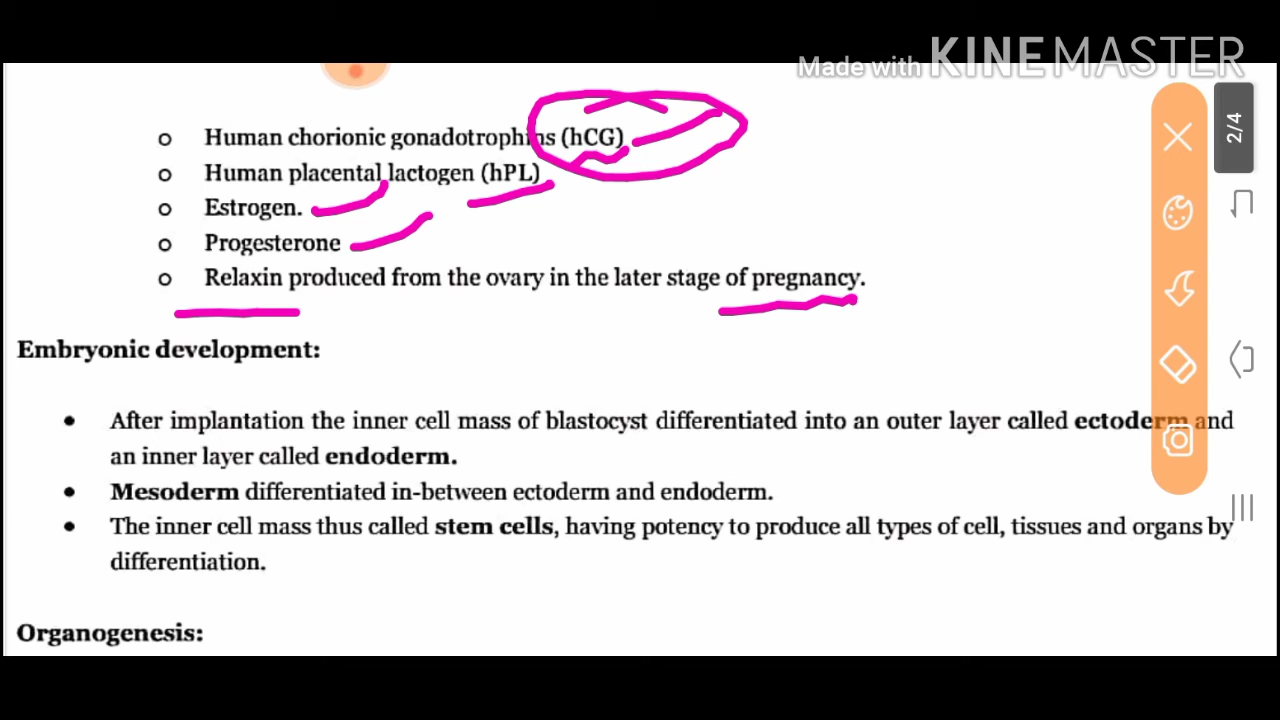 Made with KINEMASTER
2/4
o Human chorionic gonadotrophins (hCG)
o Human placental lactogen (hPL)
o Estrogen.
o Progesterone
o Relaxin produced from the ovary in the later stage of pregnancy.
Embryonic development:
• After implantation the inner cell mass of blastocyst differentiated into an outer layer called ectoderm and
an inner layer called endoderm.
• Mesoderm differentiated in-between ectoderm and endoderm.
• The inner cell mass thus called stem cells, having potency to produce all types of cell, tissues and organs by
differentiation.
Organogenesis: